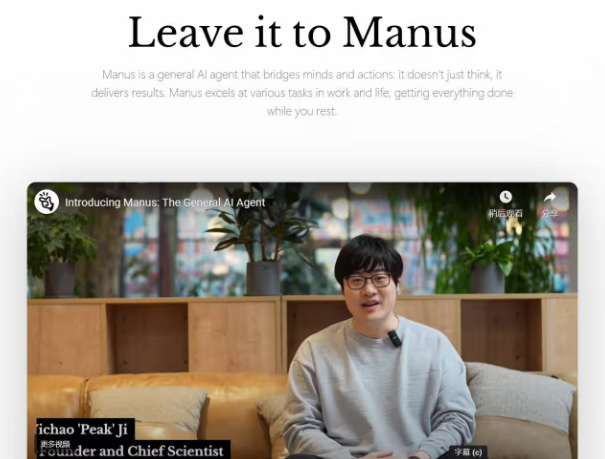 Leave it to Manus
Manus is a general AI agent that bridges minds and actions: it doesn't just think, it
delivers results. Manus excels at various tasks in work and life, getting everything done
while you rest.
Introducing Manus: The General AI Agent
稍后观看
分享
ichao 'Peak' Ji
更多视频
Founder and Chief Scientist
字幕 (c)